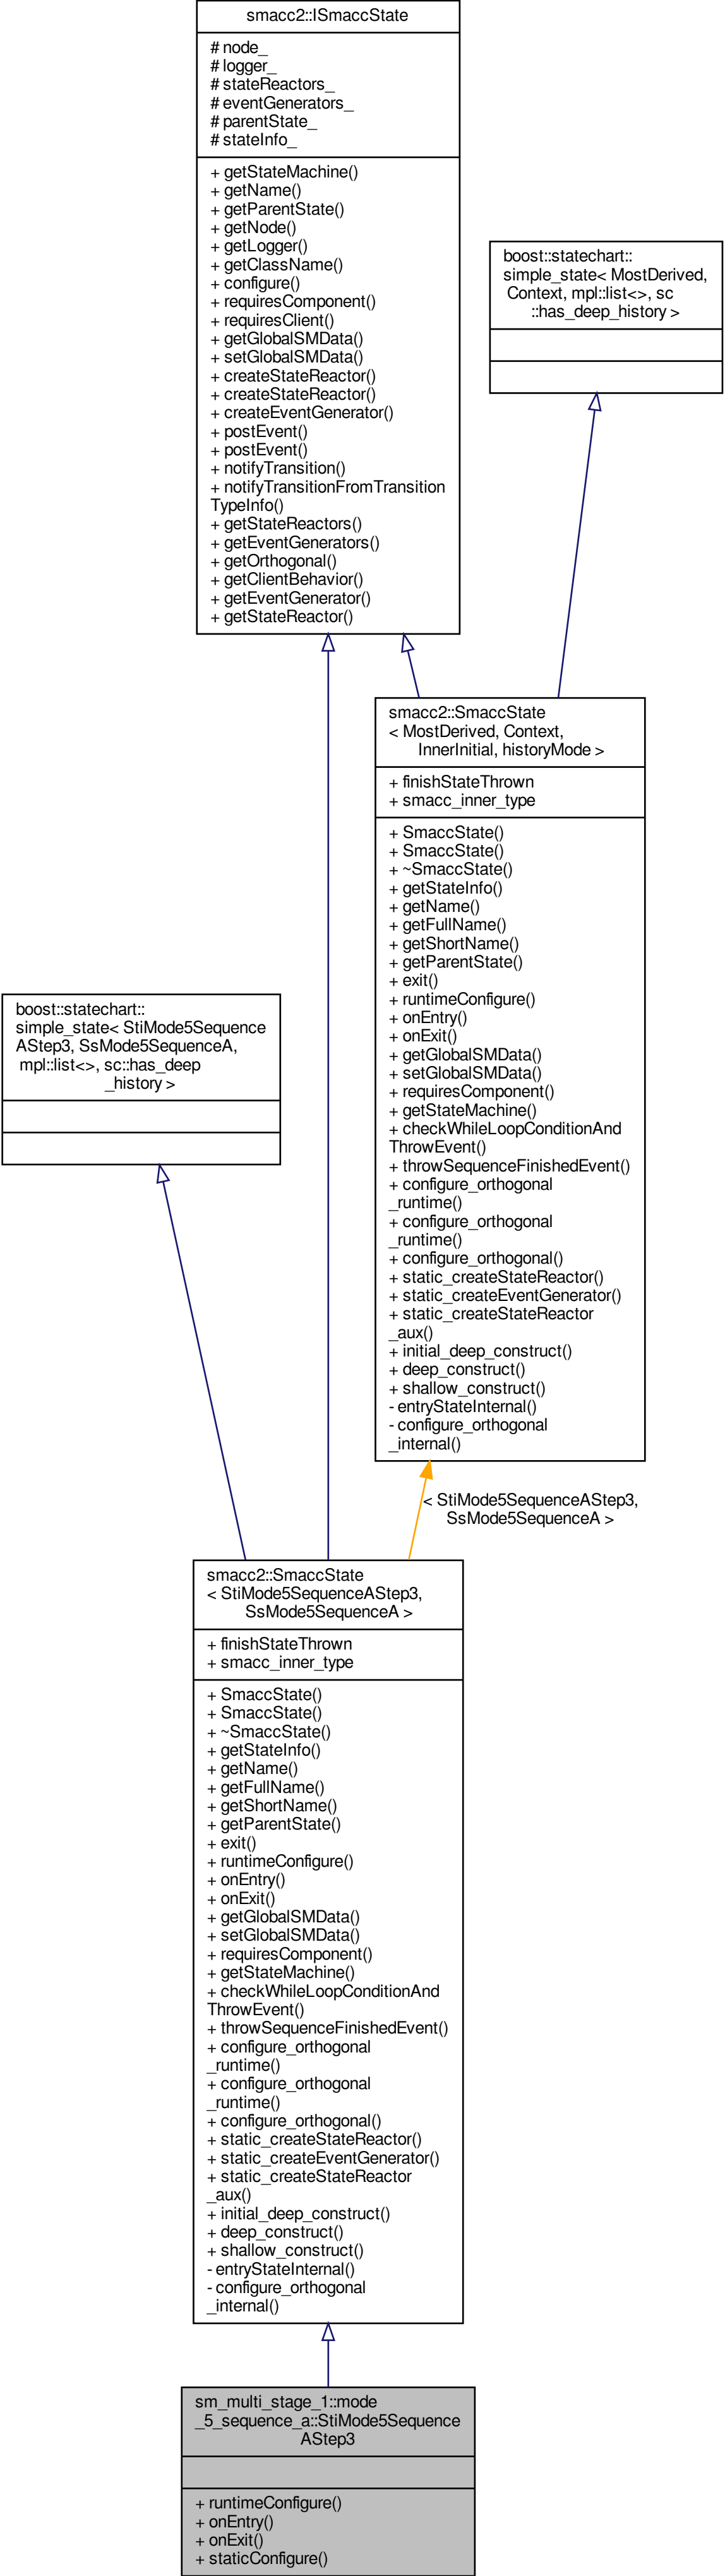 smacc2::ISmaccState
# node_
# logger_
# stateReactors_
# eventGenerators_
# parentState_
# stateInfo_
+ getStateMachine()
+ getName()
+ getParentState()
+ getNode()
+ getLogger()
+ getClassName()
+ configure()
+ requiresComponent()
+ requiresClient()
+ getGlobalSMData()
+ setGlobalSMData()
+ createStateReactor()
+ createStateReactor()
+ createEventGenerator()
+ postEvent()
+ postEvent()
+ notifyTransition()
+ notifyTransitionFromTransition
TypeInfo()
+ getStateReactors()
+ getEventGenerators()
+ getOrthogonal()
+ getClientBehavior()
+ getEventGenerator()
+ getStateReactor()
boost::statechart::
simple_state< MostDerived,
Context, mpl::list<>, sc
::has_deep_history >
smacc2::SmaccState
< MostDerived, Context,
InnerInitial, historyMode >
+ finishStateThrown
+ smacc_inner_type
+ SmaccState()
+ SmaccState()
+ ~SmaccState()
+ getStateInfo()
+ getName()
+ getFullName()
+ getShortName()
+ getParentState()
+ exit()
+ runtimeConfigure()
+ onEntry()
+ onExit()
+ getGlobalSMData()
+ setGlobalSMData()
+ requiresComponent()
+ getStateMachine()
+ checkWhileLoopConditionAnd
ThrowEvent()
+ throwSequenceFinishedEvent()
+ configure_orthogonal
_runtime()
+ configure_orthogonal
_runtime()
+ configure_orthogonal()
+ static_createStateReactor()
+ static_createEventGenerator()
+ static_createStateReactor
_aux()
+ initial_deep_construct()
+ deep_construct()
+ shallow_construct()
- entryStateInternal()
- configure_orthogonal
_internal()
boost::statechart::
simple_state< StiMode5Sequence
AStep3, SsMode5SequenceA,
mpl::list<>, sc::has_deep
_history >
< StiMode5SequenceAStep3,
SsMode5SequenceA >
smacc2::SmaccState
< StiMode5SequenceAStep3,
SsMode5SequenceA >
+ finishStateThrown
+ smacc_inner_type
+ SmaccState()
+ SmaccState()
+ ~SmaccState()
+ getStateInfo()
+ getName()
+ getFullName()
+ getShortName()
+ getParentState()
+ exit()
+ runtimeConfigure()
+ onEntry()
+ onExit()
+ getGlobalSMData()
+ setGlobalSMData()
+ requiresComponent()
+ getStateMachine()
+ checkWhileLoopConditionAnd
ThrowEvent()
+ throwSequenceFinishedEvent()
+ configure_orthogonal
_runtime()
+ configure_orthogonal
_runtime()
+ configure_orthogonal()
+ static_createStateReactor()
+ static_createEventGenerator()
+ static_createStateReactor
_aux()
+ initial_deep_construct()
+ deep_construct()
+ shallow_construct()
- entryStateInternal()
- configure_orthogonal
_internal()
sm_multi_stage_1::mode
_5_sequence_a::StiMode5Sequence
AStep3
+ runtimeConfigure()
+ onEntry()
+ onExit()
+ staticConfigure()